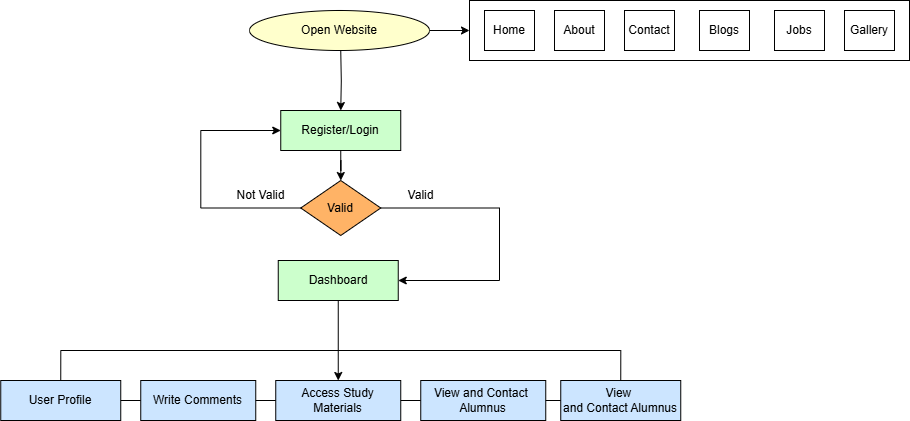 Open Website
Home
About
Contact
Blogs
Jobs
Gallery
Register/Login
Not Valid
Valid
Valid
Dashboard
User Profile
Write Comments
Access Study
Materials
View and Contact
Alumnus
View
and Contact Alumnus